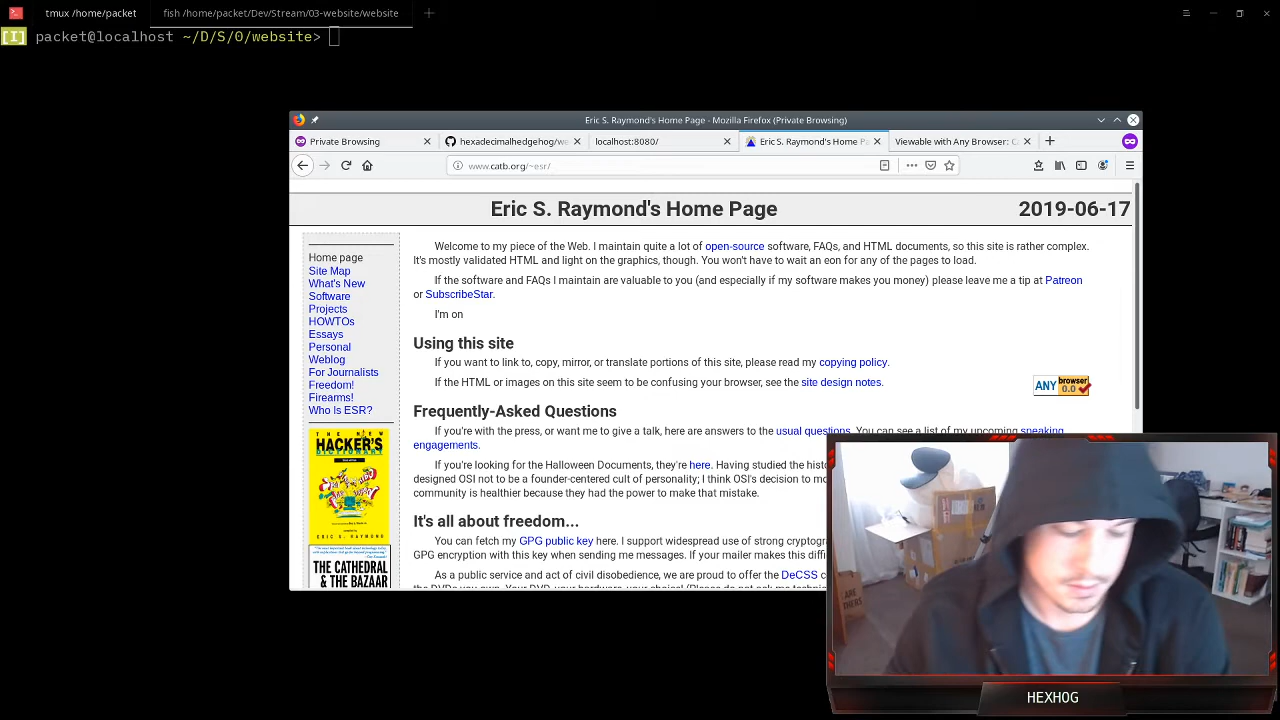 tmux /home/packet
fish /home/packet/Dev/Stream/03-website/website
[I] packet@localhost ~/D/S/0/website>
Eric S. Raymond's Home Page - Mozilla Firefox (Private Browsing)
Private Browsing
hexadecimalhedgehog/we
localhost:8080/
Eric S. Raymond's Home P
Viewable with Any Browser: C
www.catb.org/~esr/
Eric S. Raymond's Home Page
2019-06-17
Home page
Site Map
What's New
Software
Projects
HOWTOs
Essays
Personal
Weblog
For Journalists
Freedom!
Firearms!
Who Is ESR?
THE NEW
HACKER'S
DICTIONARY
ERIC S. RAYMOND
THE CATHEDRAL
& THE BAZAAR
Welcome to my piece of the Web. I maintain quite a lot of open-source software, FAQs, and HTML documents, so this site is rather complex.
It's mostly validated HTML and light on the graphics, though. You won't have to wait an eon for any of the pages to load.
If the software and FAQs I maintain are valuable to you (and especially if my software makes you money) please leave me a tip at Patreon
or SubscribeStar.
I'm on
Using this site
If you want to link to, copy, mirror, or translate portions of this site, please read my copying policy.
If the HTML or images on this site seem to be confusing your browser, see the site design notes.
ANY browser 0.0
Frequently-Asked Questions
If you're with the press, or want me to give a talk, here are answers to the usual questions. You can see a list of my upcoming speaking
engagements.
If you're looking for the Halloween Documents, they're here. Having studied the histo
designed OSI not to be a founder-centered cult of personality; I think OSI's decision to mo
community is healthier because they had the power to make that mistake.
It's all about freedom...
You can fetch my GPG public key here. I support widespread use of strong cryptogra
GPG encryption with this key when sending me messages. If your mailer makes this diffi
As a public service and act of civil disobedience, we are proud to offer the DeCSS c
ARE
THERE
HEXHOG